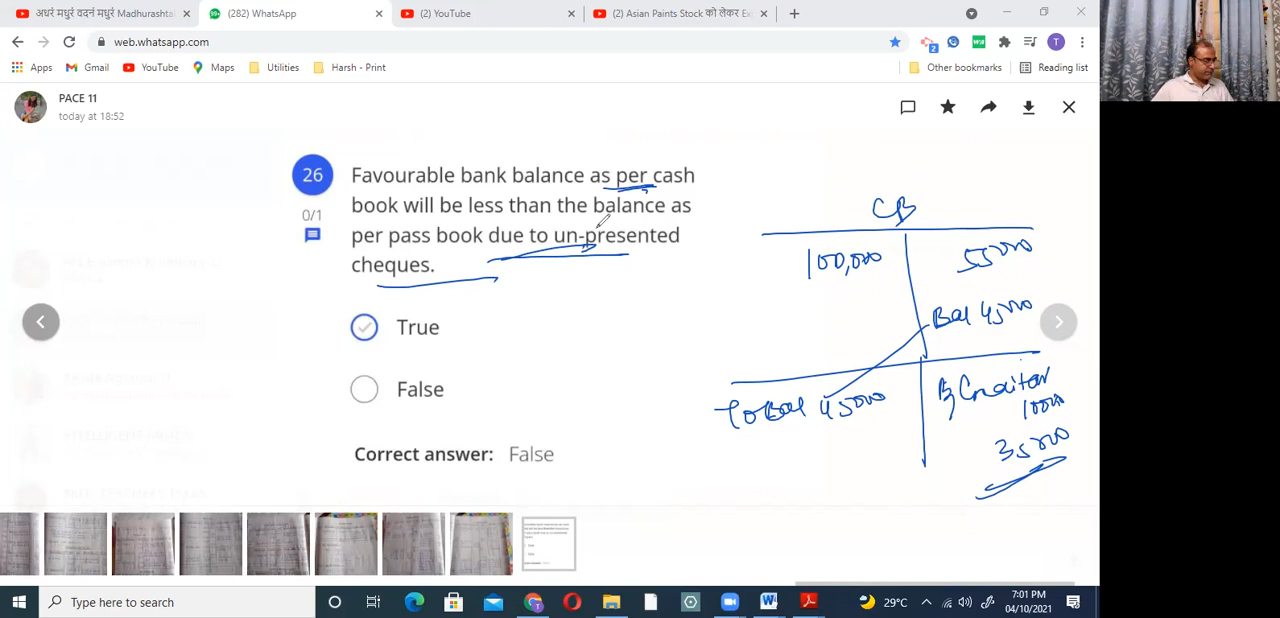 अधरं मधुरं वदनं मधुरं Madhurashtak
(282) WhatsApp
(2) YouTube
(2) Asian Paints Stock को लेकर Ex
web.whatsapp.com
Apps
Gmail
YouTube
Maps
Utilities
Harsh - Print
Other bookmarks
Reading list
PACE 11
today at 18:52
26
0/1
Favourable bank balance as per cash
book will be less than the balance as
per pass book due to un-presented
cheques.
True
False
Correct answer: False
CB
100,000
55000
Bal 45000
To Bal 45000
By Creditor
10000
35000
Type here to search
29°C
7:01 PM
04/10/2021